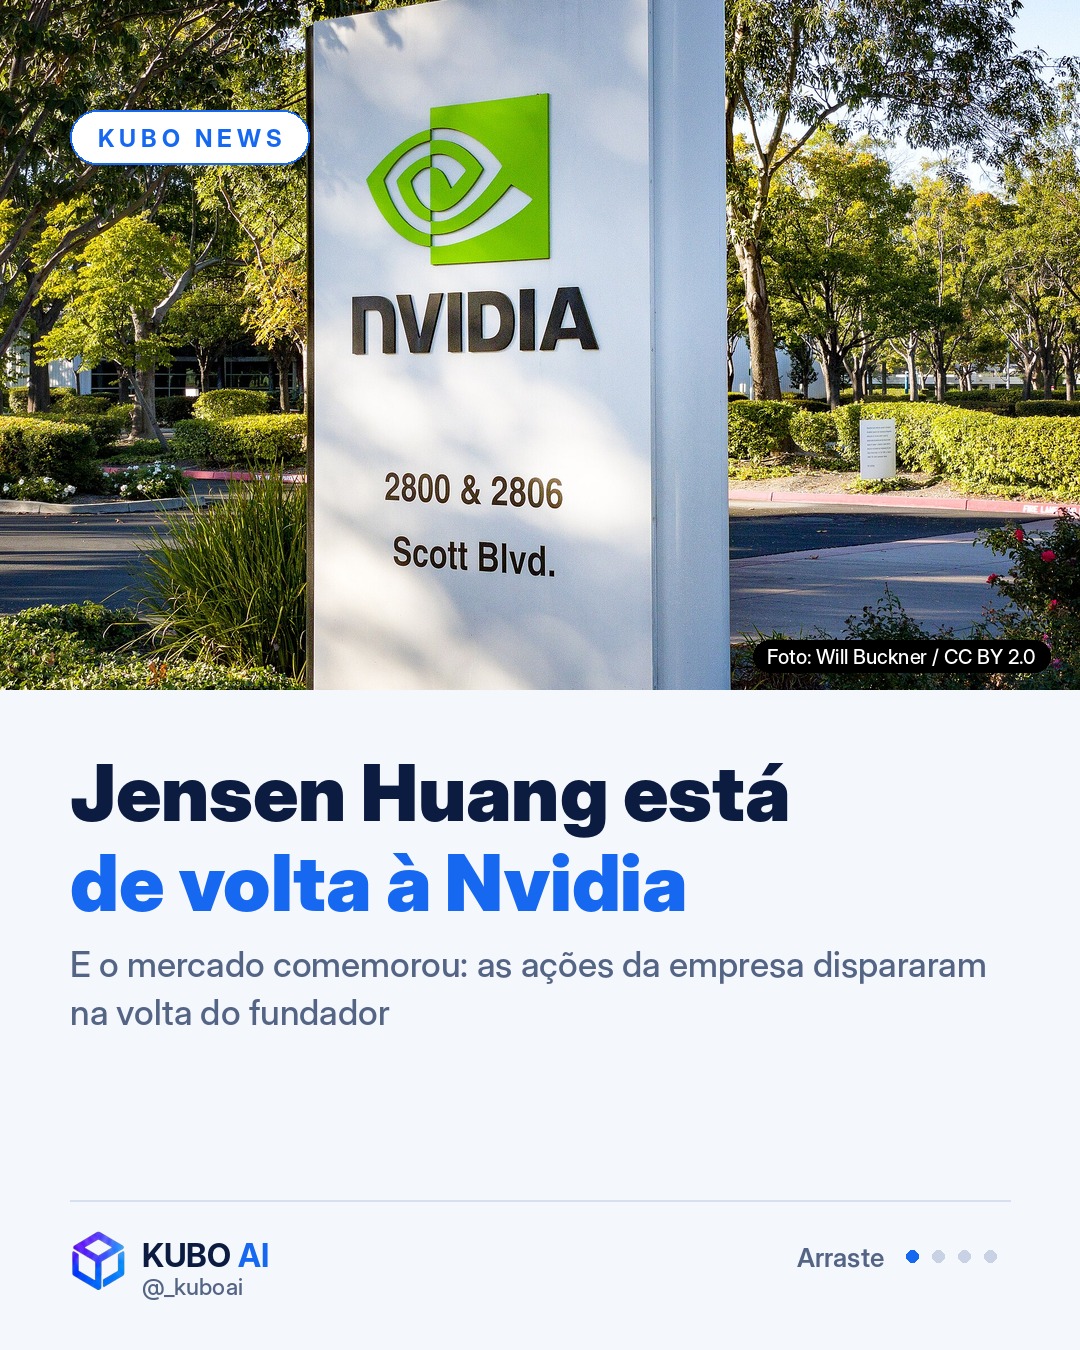 KUBO NEWS
NVIDIA
2800 & 2806
Scott Blvd.
Foto: Will Buckner / CC BY 2.0
Jensen Huang está
de volta à Nvidia
E o mercado comemorou: as ações da empresa dispararam
na volta do fundador
KUBO AI
@_kuboai
Arraste